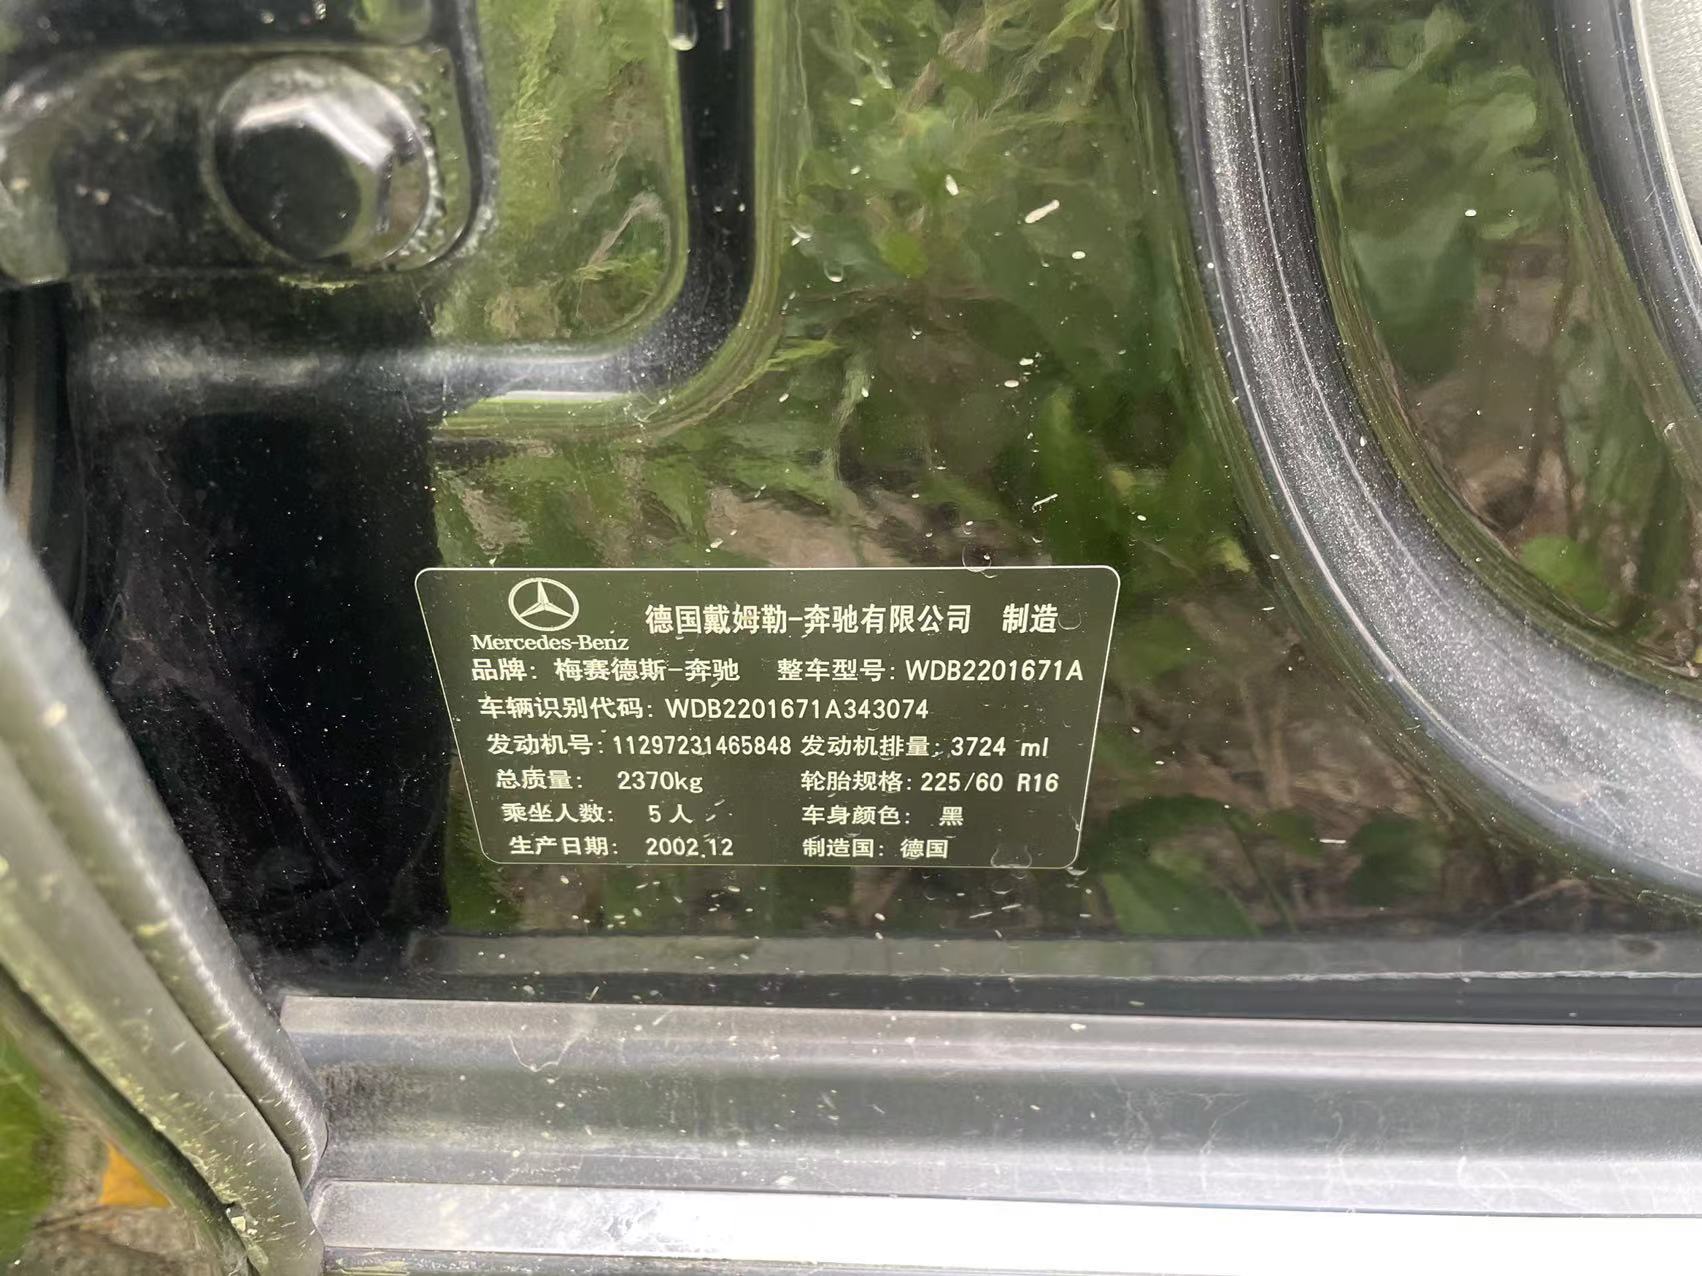 德国戴姆勒-奔驰有限公司 制造
Mercedes-Benz
品牌: 梅赛德斯-奔驰 整车型号: WDB2201671A
车辆识别代码: WDB2201671A343074
发动机号: 11297231465848 发动机排量: 3724 ml
总质量: 2370kg 轮胎规格: 225/60 R16
乘坐人数: 5人 车身颜色: 黑
生产日期: 2002.12 制造国: 德国